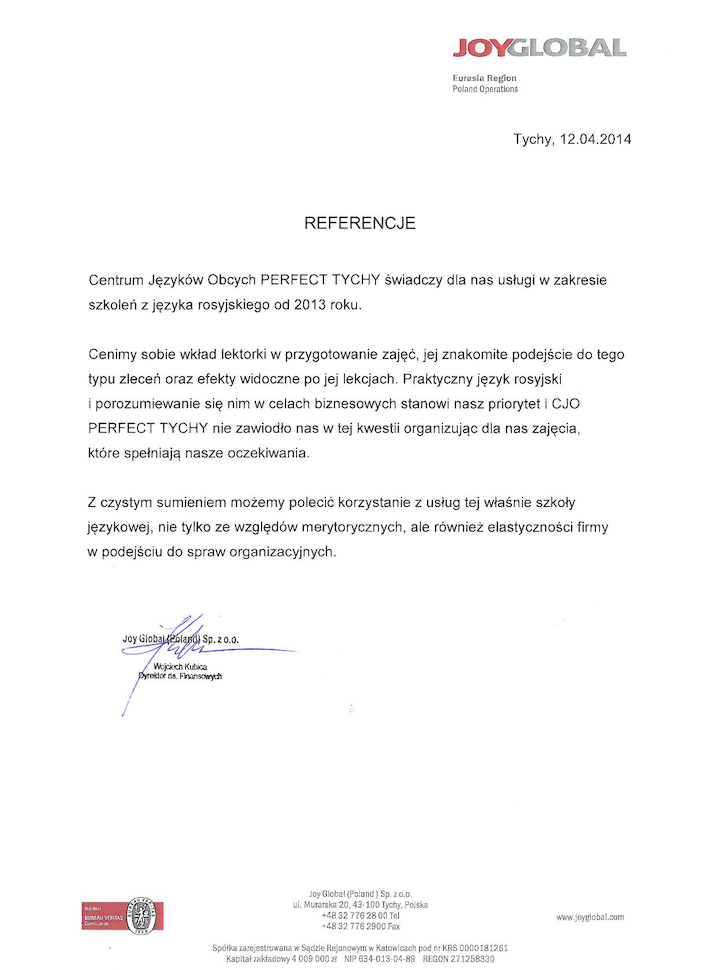 JOYGLOBAL
Eurasia Region
Poland Operations
Tychy, 12.04.2014
REFERENCJE
Centrum Języków Obcych PERFECT TYCHY świadczy dla nas usługi w zakresie
szkoleń z języka rosyjskiego od 2013 roku.
Cenimy sobie wkład lektorki w przygotowanie zajęć, jej znakomite podejście do tego
typu zleceń oraz efekty widoczne po jej lekcjach. Praktyczny język rosyjski
i porozumiewanie się nim w celach biznesowych stanowi nasz priorytet i CJO
PERFECT TYCHY nie zawiodło nas w tej kwestii organizując dla nas zajęcia,
które spełniają nasze oczekiwania.
Z czystym sumieniem możemy polecić korzystanie z usług tej właśnie szkoły
językowej, nie tylko ze względów merytorycznych, ale również elastyczności firmy
w podejściu do spraw organizacyjnych.
Joy Global (Poland) Sp. z o.o.
Wojciech Kubica
Dyrektor ds. Finansowych
BUREAU VERITAS
Certification
BUREAU VERITAS
1828
Joy Global (Poland ) Sp. z o.o.
ul. Murarska 20, 43-100 Tychy, Polska
+48 32 776 28 00 Tel
+48 32 776 2900 Fax
www.joyglobal.com
Spółka zarejestrowana w Sądzie Rejonowym w Katowicach pod nr KRS 0000181261
Kapitał zakładowy 4 009 000 zł NIP 634-013-04-89 REGON 271258330